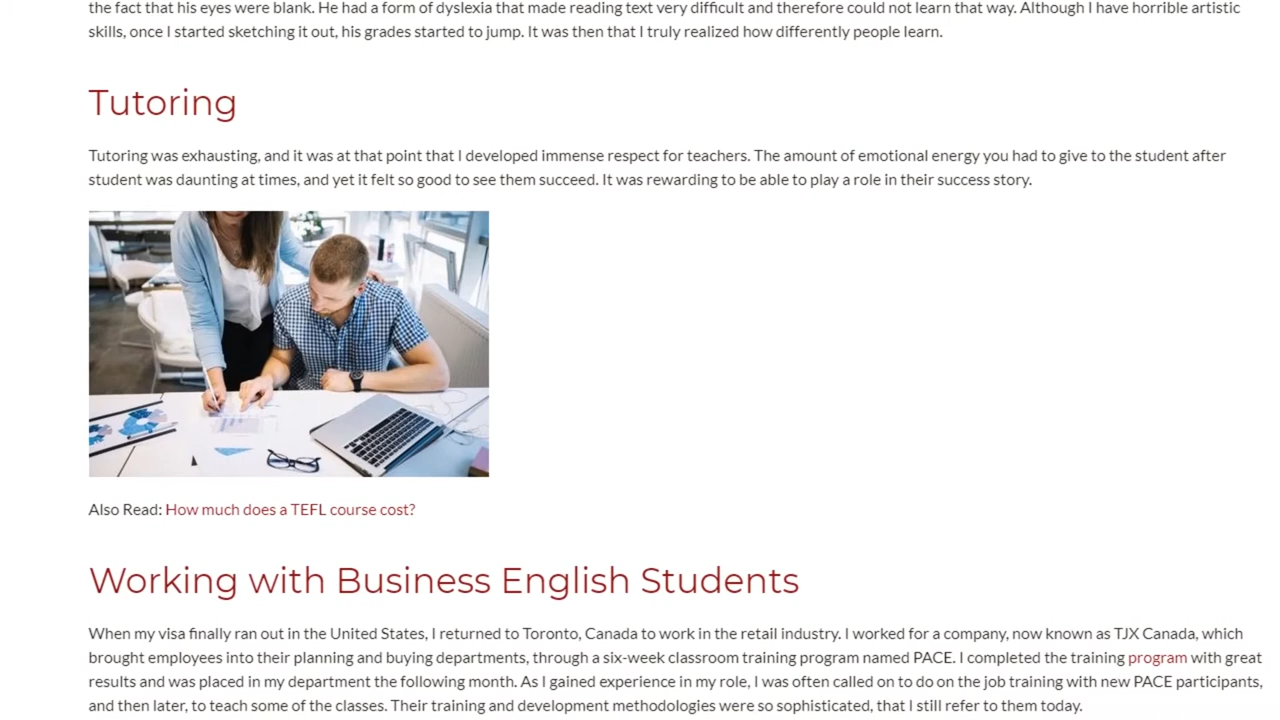 the fact that his eyes were blank. He had a form of dyslexia that made reading text very difficult and therefore could not learn that way. Although I have horrible artistic
skills, once I started sketching it out, his grades started to jump. It was then that I truly realized how differently people learn.
Tutoring
Tutoring was exhausting, and it was at that point that I developed immense respect for teachers. The amount of emotional energy you had to give to the student after
student was daunting at times, and yet it felt so good to see them succeed. It was rewarding to be able to play a role in their success story.
Also Read: How much does a TEFL course cost?
Working with Business English Students
When my visa finally ran out in the United States, I returned to Toronto, Canada to work in the retail industry. I worked for a company, now known as TJX Canada, which
brought employees into their planning and buying departments, through a six-week classroom training program named PACE. I completed the training program with great
results and was placed in my department the following month. As I gained experience in my role, I was often called on to do on the job training with new PACE participants,
and then later, to teach some of the classes. Their training and development methodologies were so sophisticated, that I still refer to them today.